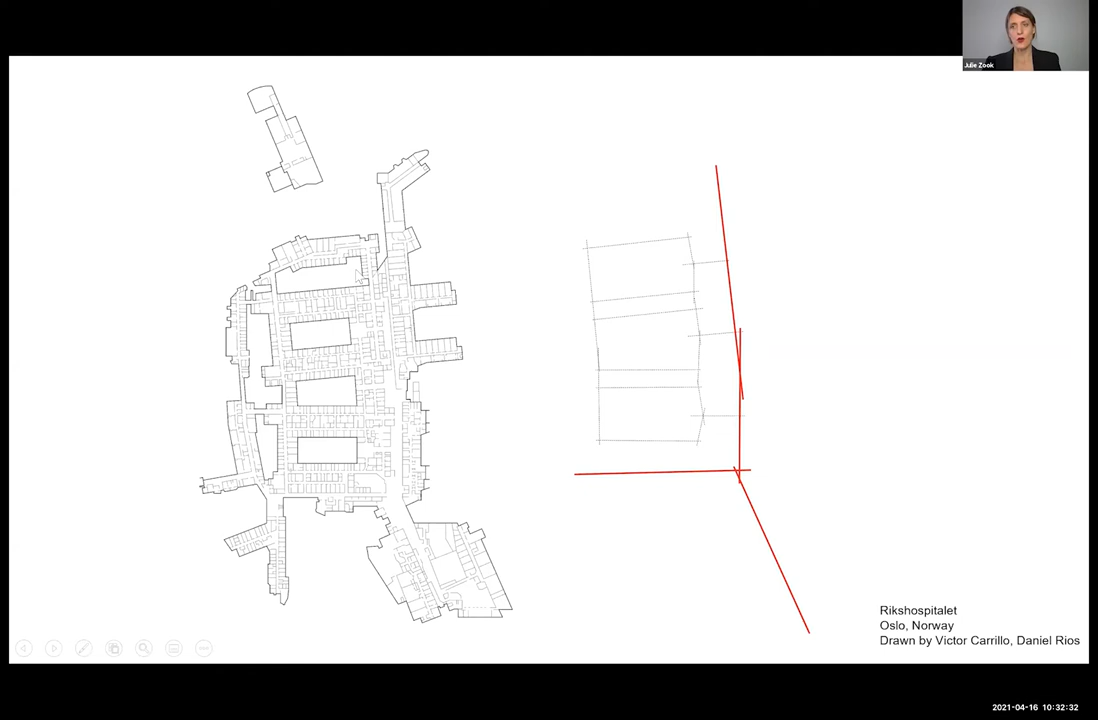 Julie Zook
Rikshospitalet
Oslo, Norway
Drawn by Victor Carrillo, Daniel Rios
2021-04-16 10:32:32